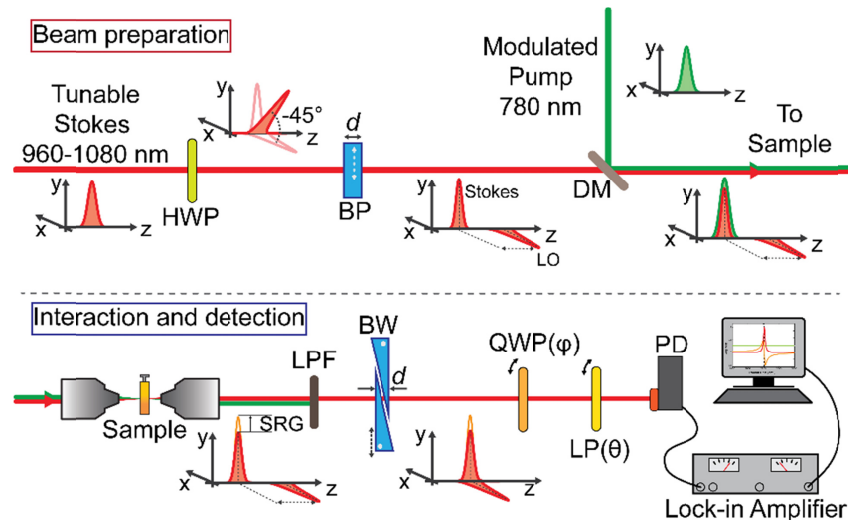 Beam preparation
Tunable
Stokes
960-1080 nm
y
x
z
HWP
y
x
z
-45°
d
BP
y
x
z
Stokes
LO
Modulated
Pump
780 nm
y
x
z
DM
To
Sample
y
x
z
Interaction and detection
Sample
LPF
SRG
y
x
z
BW
d
y
x
z
QWP(φ)
LP(θ)
PD
Lock-in Amplifier